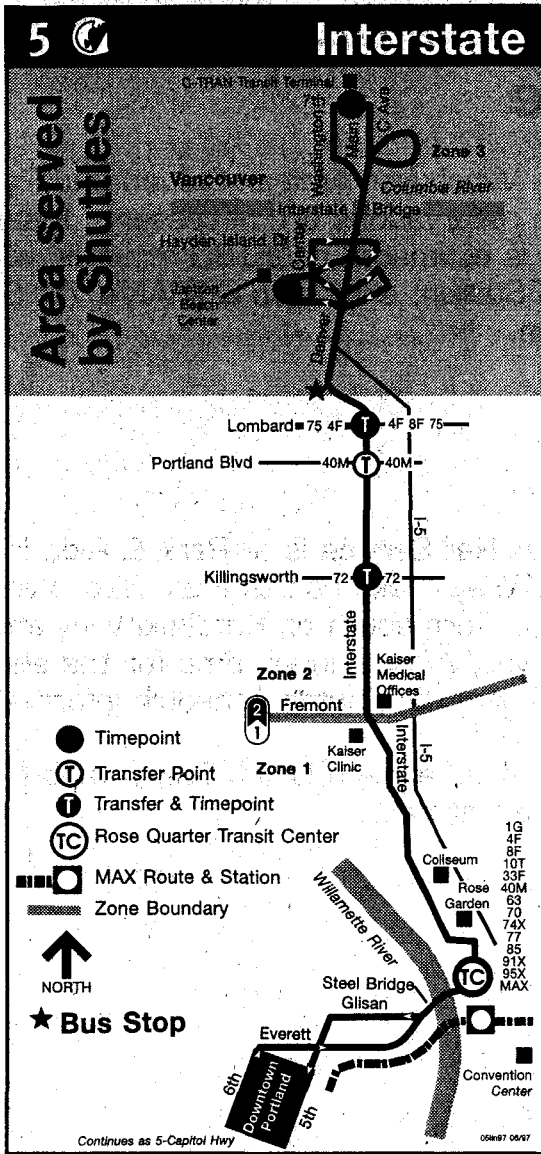 5 Interstate
Area served
by Shuttles
C-TRAN Transit Terminal
7th
Washington
Main
C Ave
Zone 3
Vancouver
Columbia River
Interstate Bridge
Hayden Island Dr
Center
Jantzen
Beach
Center
Denver
Lombard 75 4F T 4F 8F 75
Portland Blvd 40M T 40M
I-5
Killingsworth 72 T 72
Interstate
Zone 2
Kaiser
Medical
Offices
2
Fremont
1
Zone 1
Kaiser
Clinic
Interstate
I-5
Timepoint
T Transfer Point
T Transfer & Timepoint
TC Rose Quarter Transit Center
MAX Route & Station
Zone Boundary
NORTH
★ Bus Stop
Coliseum
Rose
Garden
1G
4F
8F
10T
33F
40M
63
70
74X
77
85
91X
95X
MAX
TC
Willamette River
Steel Bridge
Glisan
Everett
6th
Downtown
Portland
5th
Convention
Center
Continues as 5-Capitol Hwy
05lin97 06/97